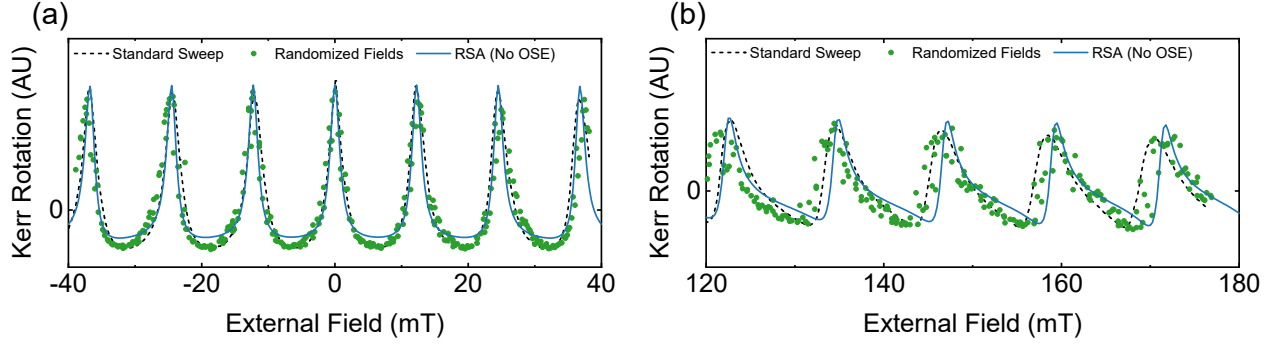 (a)
Standard Sweep Randomized Fields RSA (No OSE)
Kerr Rotation (AU)
0
-40 -20 0 20 40
External Field (mT)
(b)
Standard Sweep Randomized Fields RSA (No OSE)
Kerr Rotation (AU)
0
120 140 160 180
External Field (mT)